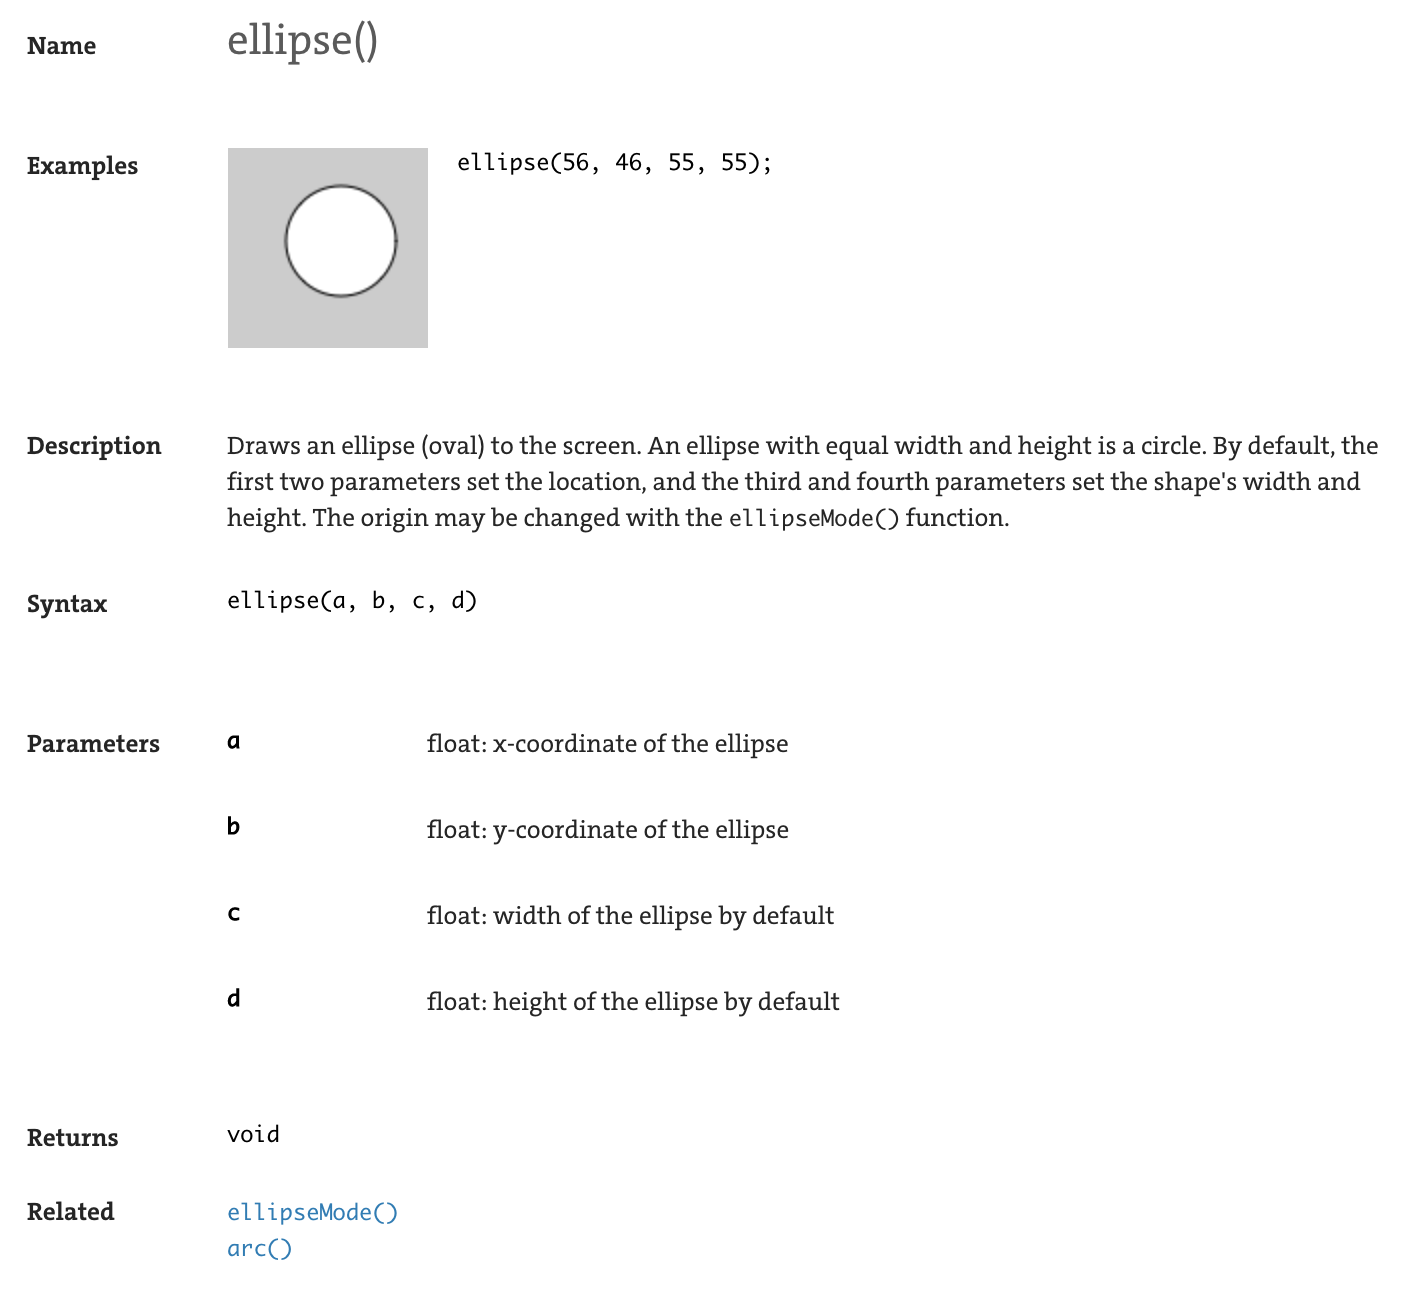 Name ellipse()
Examples ellipse(56, 46, 55, 55);
Description Draws an ellipse (oval) to the screen. An ellipse with equal width and height is a circle. By default, the
first two parameters set the location, and the third and fourth parameters set the shape's width and
height. The origin may be changed with the ellipseMode() function.
Syntax ellipse(a, b, c, d)
Parameters a float: x-coordinate of the ellipse
b float: y-coordinate of the ellipse
c float: width of the ellipse by default
d float: height of the ellipse by default
Returns void
Related ellipseMode()
arc()